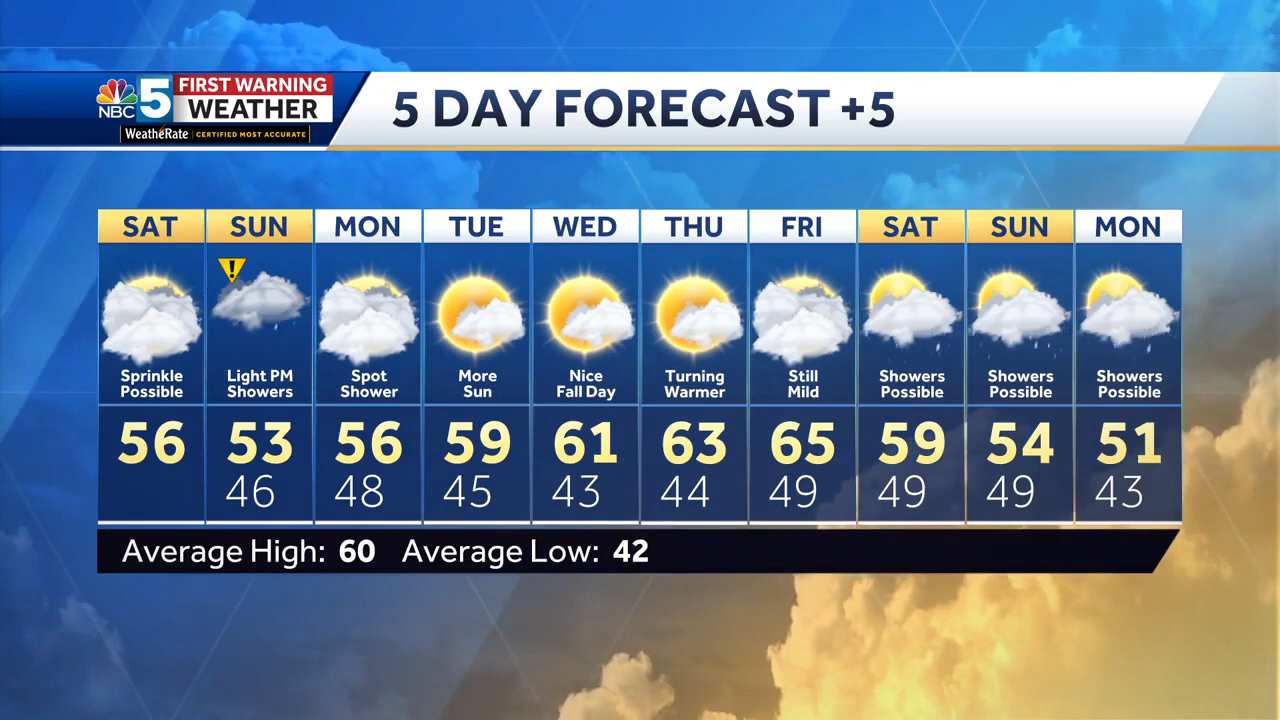 NBC 5 FIRST WARNING
WEATHER
WeatheRate CERTIFIED MOST ACCURATE
5 DAY FORECAST +5
SAT SUN MON TUE WED THU FRI SAT SUN MON
!
Sprinkle Light PM Spot More Nice Turning Still Showers Showers Showers
Possible Showers Shower Sun Fall Day Warmer Mild Possible Possible Possible
56 53 56 59 61 63 65 59 54 51
46 48 45 43 44 49 49 49 43
Average High: 60 Average Low: 42